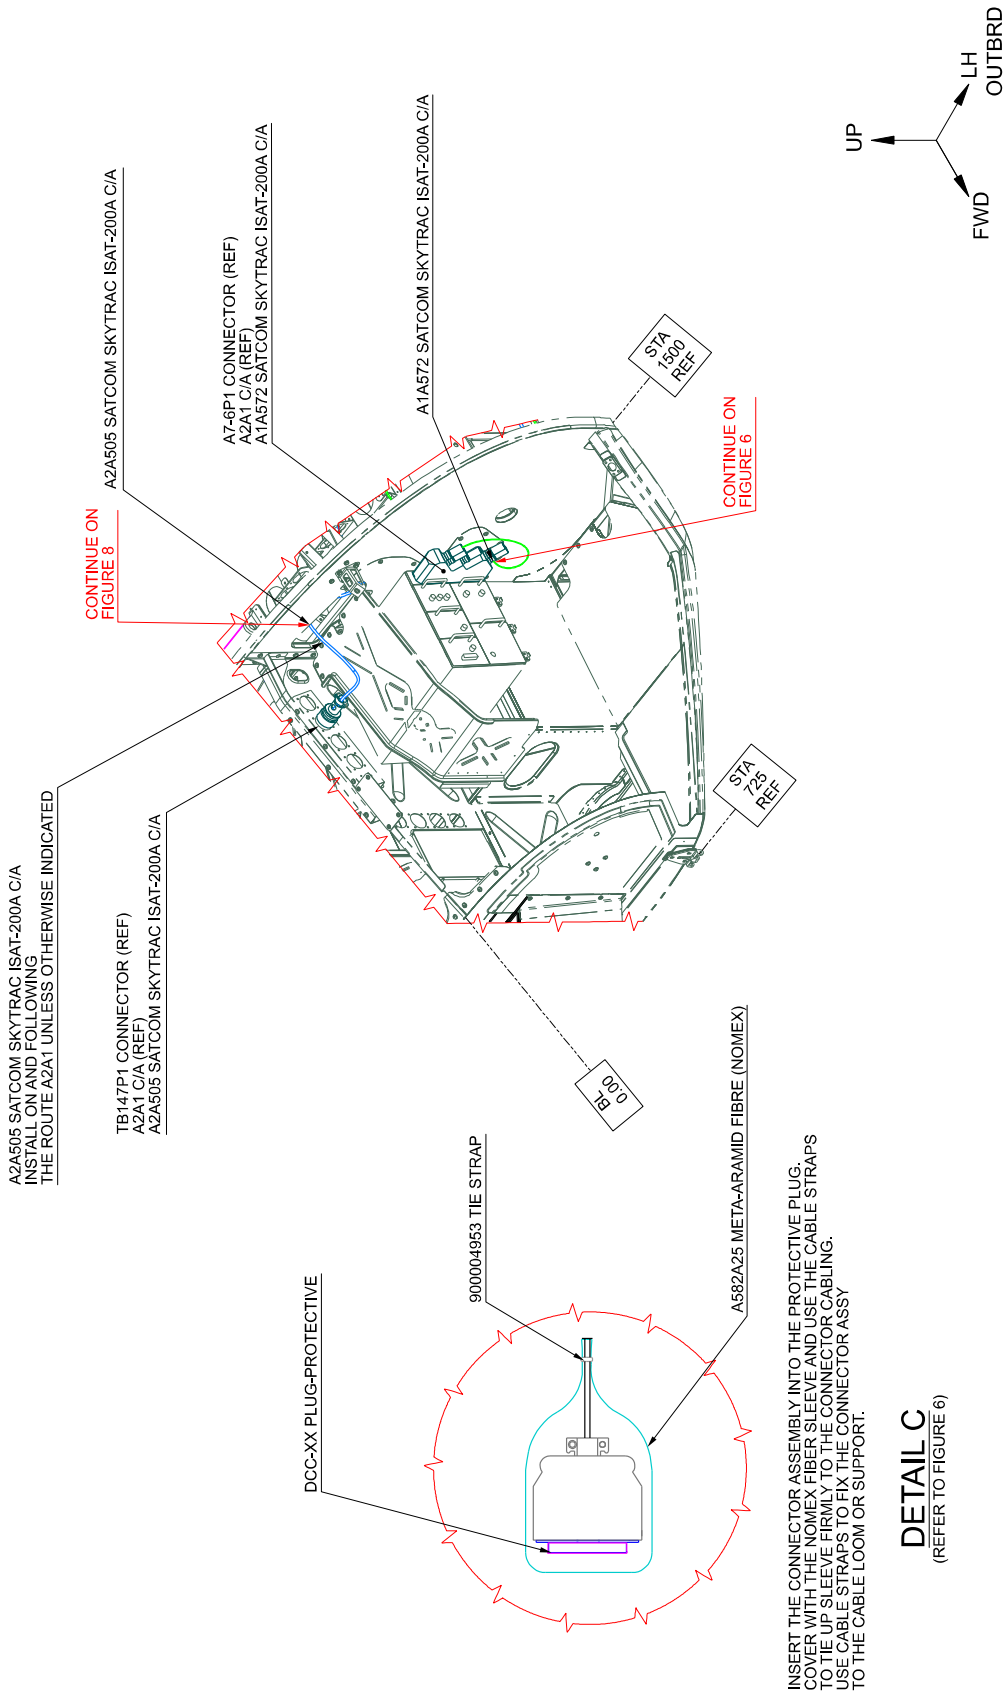 A2A505 SATCOM SKYTRAC ISAT-200A C/A
INSTALL ON AND FOLLOWING
THE ROUTE A2A1 UNLESS OTHERWISE INDICATED
TB147P1 CONNECTOR (REF)
A2A1 C/A (REF)
A2A505 SATCOM SKYTRAC ISAT-200A C/A
CONTINUE ON
FIGURE 8
A2A505 SATCOM SKYTRAC ISAT-200A C/A
A7-6P1 CONNECTOR (REF)
A2A1 C/A (REF)
A1A572 SATCOM SKYTRAC ISAT-200A C/A
A1A572 SATCOM SKYTRAC ISAT-200A C/A
CONTINUE ON
FIGURE 6
STA
1500
REF
STA
725
REF
BL
0.00
UP
LH
OUTBRD
FWD
DCC-XX PLUG-PROTECTIVE
900004953 TIE STRAP
A582A25 META-ARAMID FIBRE (NOMEX)
INSERT THE CONNECTOR ASSEMBLY INTO THE PROTECTIVE PLUG.
COVER WITH THE NOMEX FIBER SLEEVE AND USE THE CABLE STRAPS
TO TIE UP SLEEVE FIRMLY TO THE CONNECTOR CABLING.
USE CABLE STRAPS TO FIX THE CONNECTOR ASSY
TO THE CABLE LOOM OR SUPPORT.
DETAIL C
(REFER TO FIGURE 6)